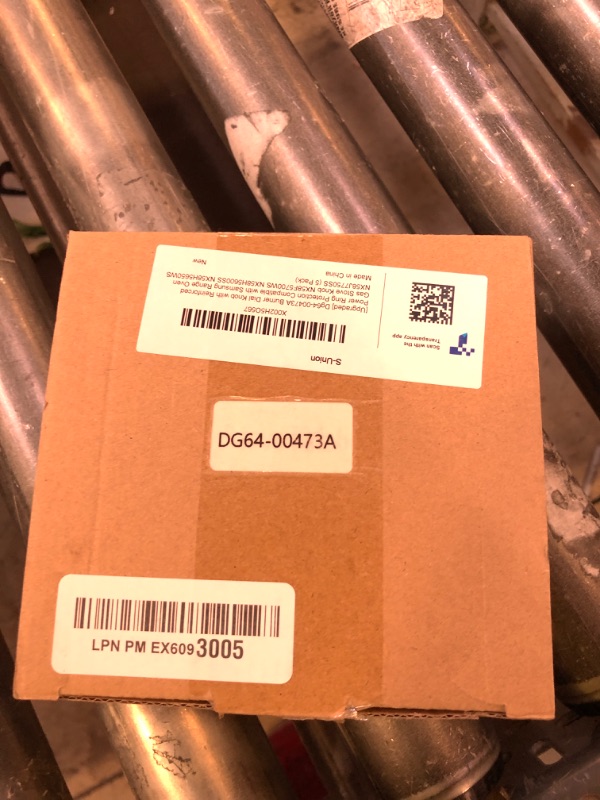 S-Union
X002H5O567
[Upgraded] Dg64-00473A Burner Dial Knob with Reinforced
Power Ring Protection Compatible with Samsung Range Oven
Gas Stove Knob NX58F5700WS NX58H5600SS NX58H5650WS
NX58J7750SS (5 Pack)
Made in China
New
Scan with the
Transparency app
DG64-00473A
LPN PM EX609 3005